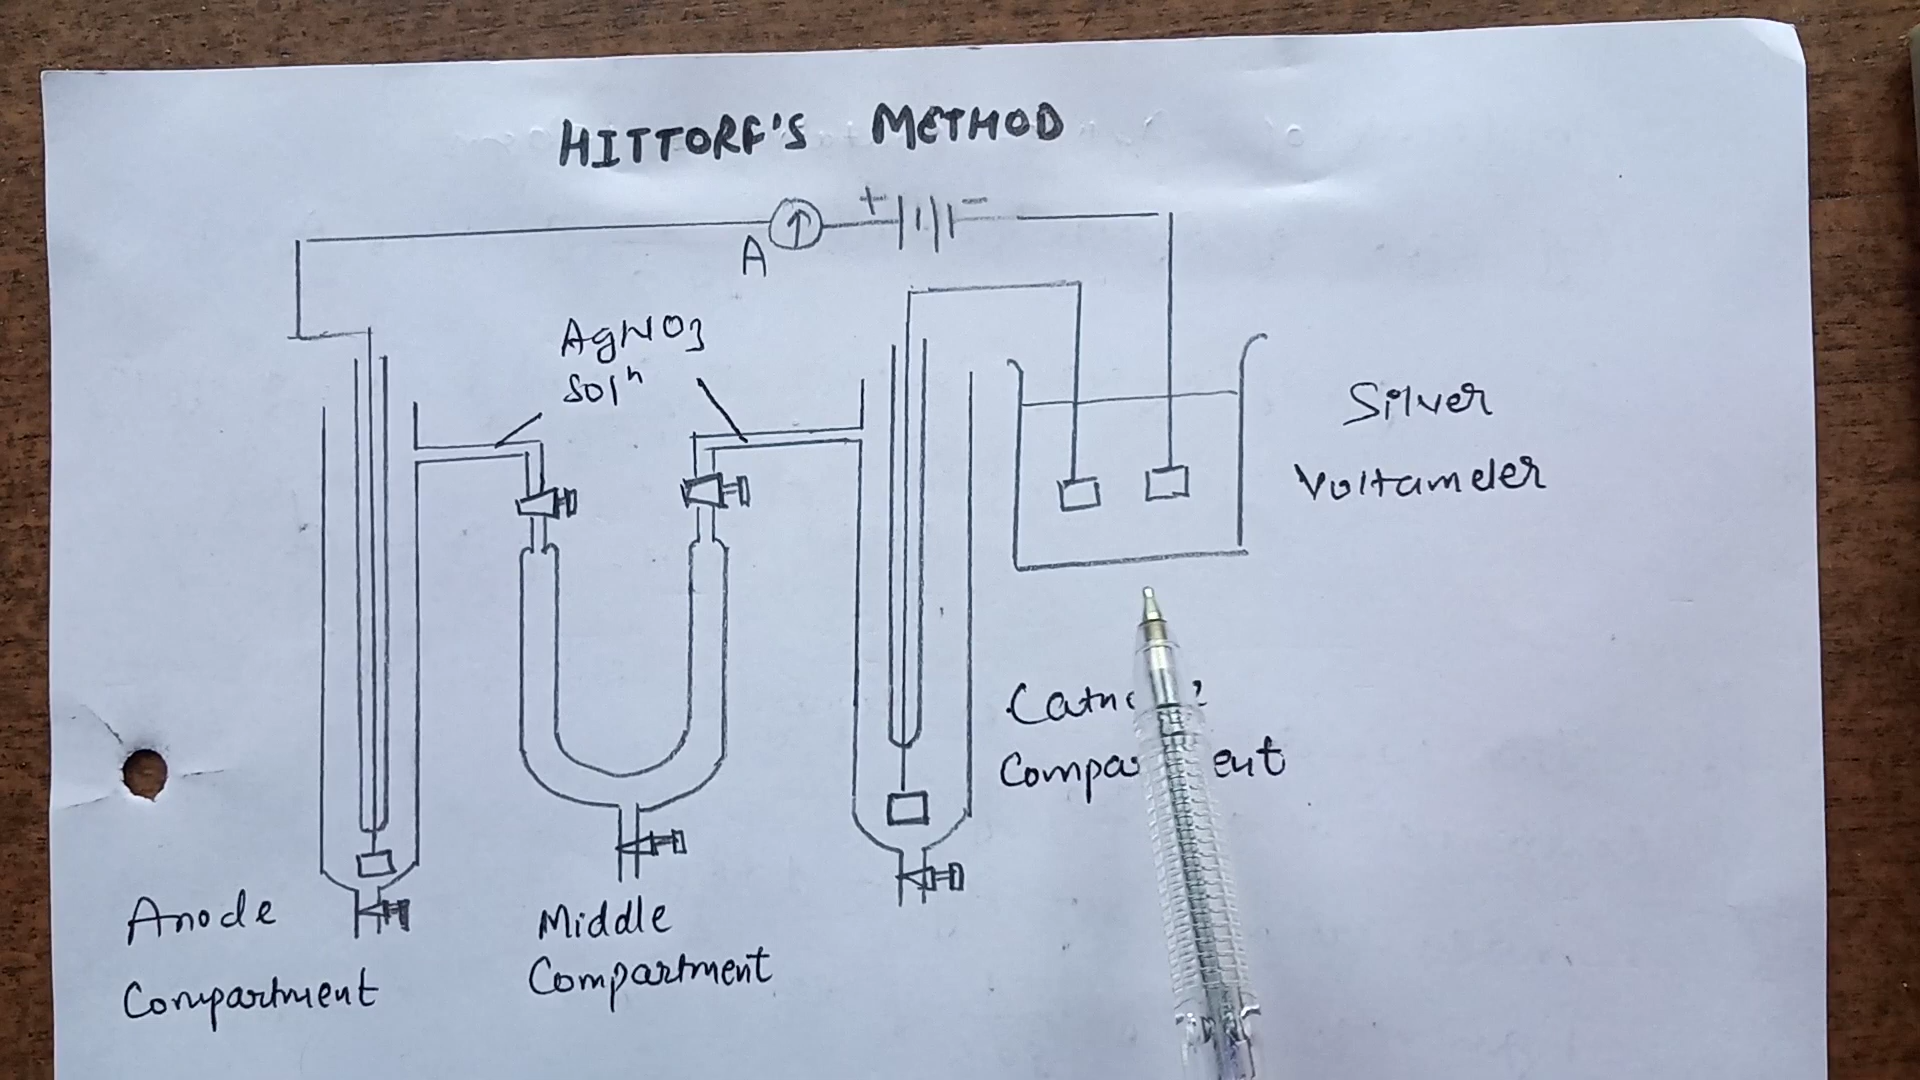 HITTORF'S METHOD
+ -
A
AgNO3
Solⁿ
Silver
Voltameter
Compartment
Anode
Compartment
Middle
Compartment